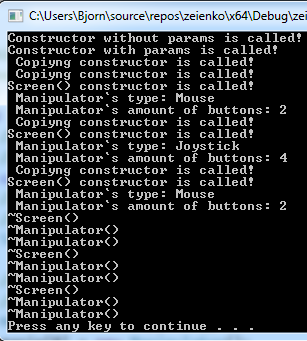 C:\Users\Bjorn\source\repos\zeienko\x64\Debug\zei
Constructor without params is called!
Constructor with params is called!
 Copiyng constructor is called!
 Copiyng constructor is called!
Screen() constructor is called!
 Manipulator`s type: Mouse
 Manipulator`s amount of buttons: 2
 Copiyng constructor is called!
Screen() constructor is called!
 Manipulator`s type: Joystick
 Manipulator`s amount of buttons: 4
 Copiyng constructor is called!
Screen() constructor is called!
 Manipulator`s type: Mouse
 Manipulator`s amount of buttons: 2
~Screen()
~Manipulator()
~Manipulator()
~Screen()
~Manipulator()
~Manipulator()
~Screen()
~Manipulator()
~Manipulator()
Press any key to continue . . .